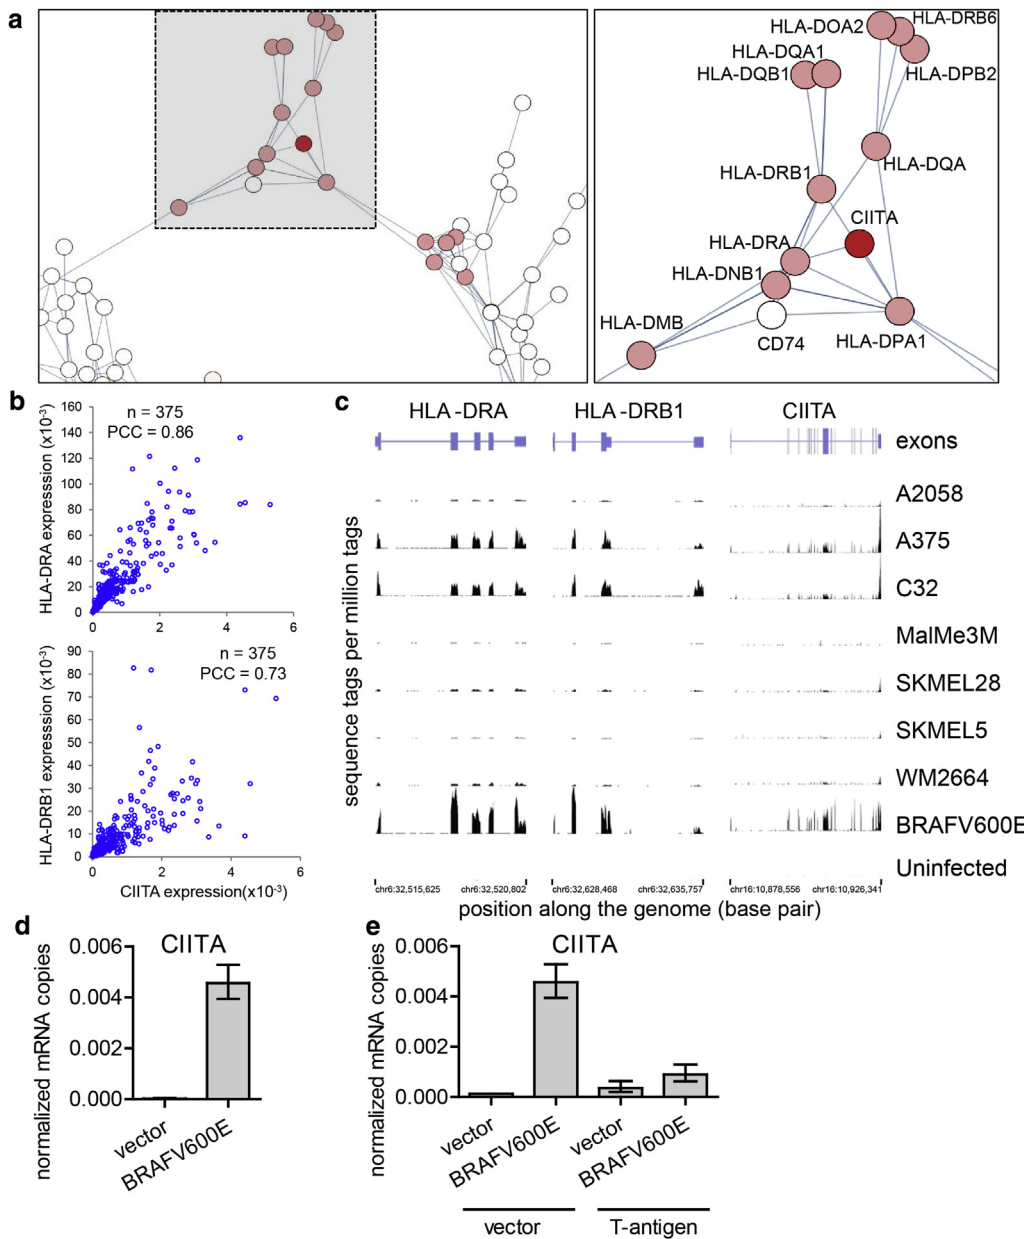 a
HLA-DOA2
HLA-DRB6
HLA-DQA1
HLA-DQB1
HLA-DPB2
HLA-DQA
HLA-DRB1
CIITA
HLA-DRA
HLA-DNB1
HLA-DMB
CD74
HLA-DPA1
b
n = 375
PCC = 0.86
HLA-DRA expresssion (x10-3)
160
140
120
100
80
60
40
20
0
0 2 4 6
n = 375
PCC = 0.73
HLA-DRB1 expresssion (x10-3)
90
80
70
60
50
40
30
20
10
0
0 2 4 6
CIITA expression(x10-3)
c
HLA -DRA HLA -DRB1 CIITA
exons
A2058
A375
C32
MalMe3M
SKMEL28
SKMEL5
WM2664
BRAFV600E
Uninfected
sequence tags per million tags
chr6:32,515,625 chr6:32,520,802 chr6:32,628,468 chr6:32,635,757 chr16:10,878,556 chr16:10,926,341
position along the genome (base pair)
d
CIITA
normalized mRNA copies
0.006
0.004
0.002
0.000
vector
BRAFV600E
e
CIITA
normalized mRNA copies
0.006
0.004
0.002
0.000
vector
BRAFV600E
vector
BRAFV600E
vector T-antigen